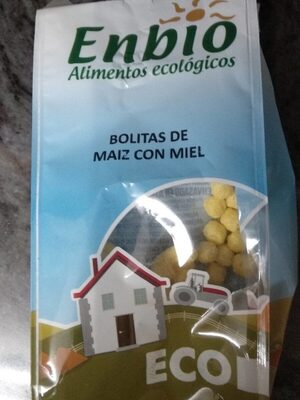 Enbio
Alimentos ecológicos
BOLITAS DE
MAIZ CON MIEL
ECO